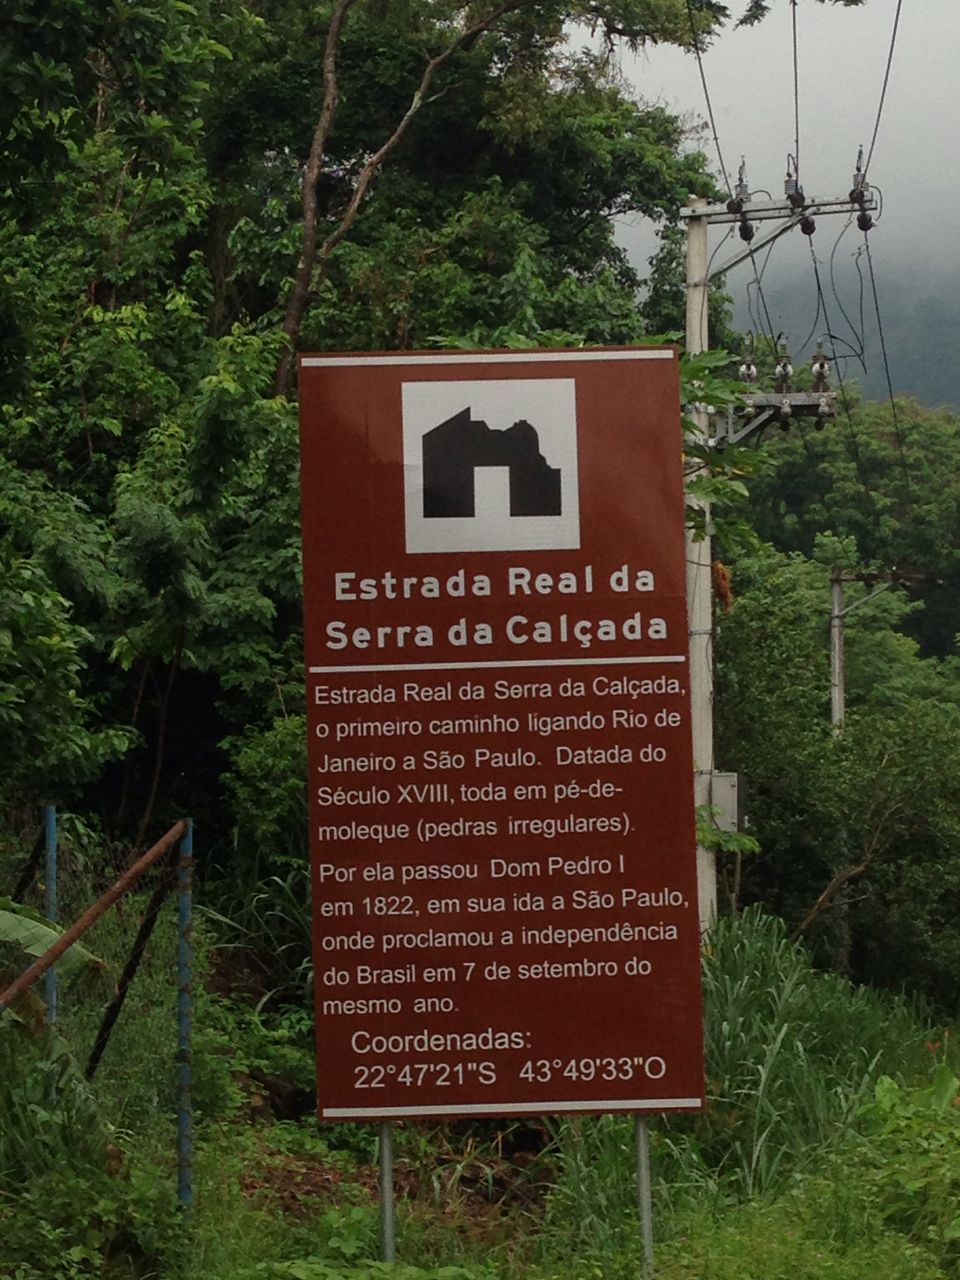 Estrada Real da
Serra da Calçada
Estrada Real da Serra da Calçada,
o primeiro caminho ligando Rio de
Janeiro a São Paulo. Datada do
Século XVIII, toda em pé-de-
moleque (pedras irregulares).
Por ela passou Dom Pedro I
em 1822, em sua ida a São Paulo,
onde proclamou a independência
do Brasil em 7 de setembro do
mesmo ano.
Coordenadas:
22°47'21"S 43°49'33"O